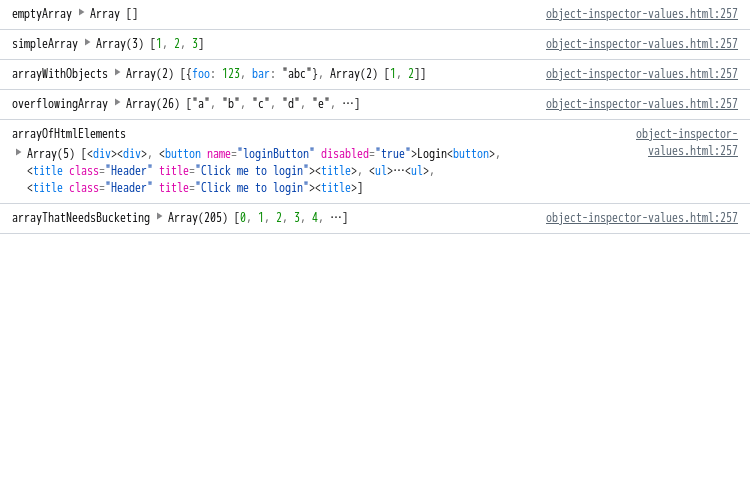 emptyArray Array [] object-inspector-values.html:257
simpleArray Array(3) [1, 2, 3] object-inspector-values.html:257
arrayWithObjects Array(2) [{foo: 123, bar: "abc"}, Array(2) [1, 2]] object-inspector-values.html:257
overflowingArray Array(26) ["a", "b", "c", "d", "e", …] object-inspector-values.html:257
arrayOfHtmlElements object-inspector-
Array(5) [<div><div>, <button name="loginButton" disabled="true">Login<button>, values.html:257
<title class="Header" title="Click me to login"><title>, <ul>…<ul>,
<title class="Header" title="Click me to login"><title>]
arrayThatNeedsBucketing Array(205) [0, 1, 2, 3, 4, …] object-inspector-values.html:257